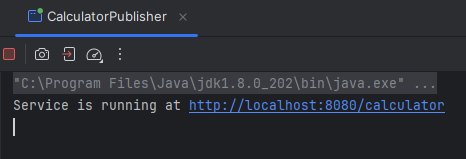 CalculatorPublisher
"C:\Program Files\Java\jdk1.8.0_202\bin\java.exe" ...
Service is running at http://localhost:8080/calculator